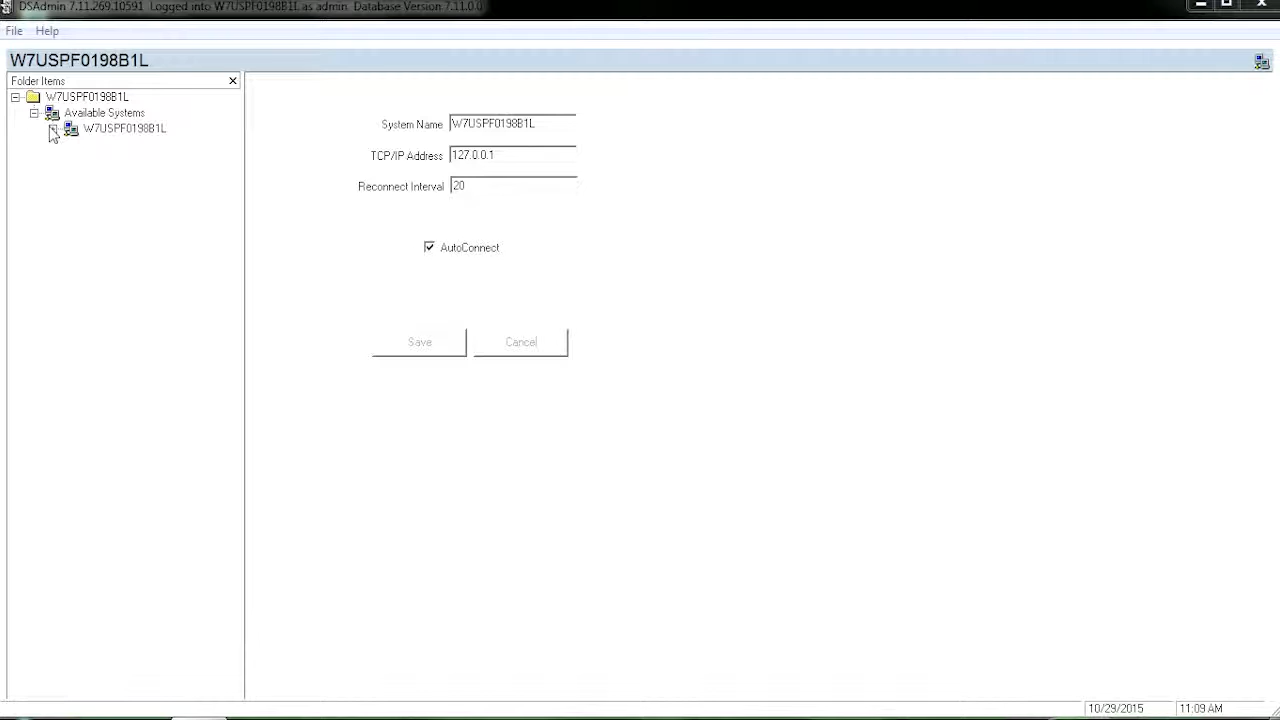 DSAdmin 7.11.269.10591 Logged into W7USPF0198B1L as admin. Database Version 7.11.0.0
File Help
W7USPF0198B1L
Folder Items
W7USPF0198B1L
Available Systems
W7USPF0198B1L
System Name W7USPF0198B1L
TCP/IP Address 127.0.0.1
Reconnect Interval 20
AutoConnect
Save Cancel
10/29/2015 11:09 AM